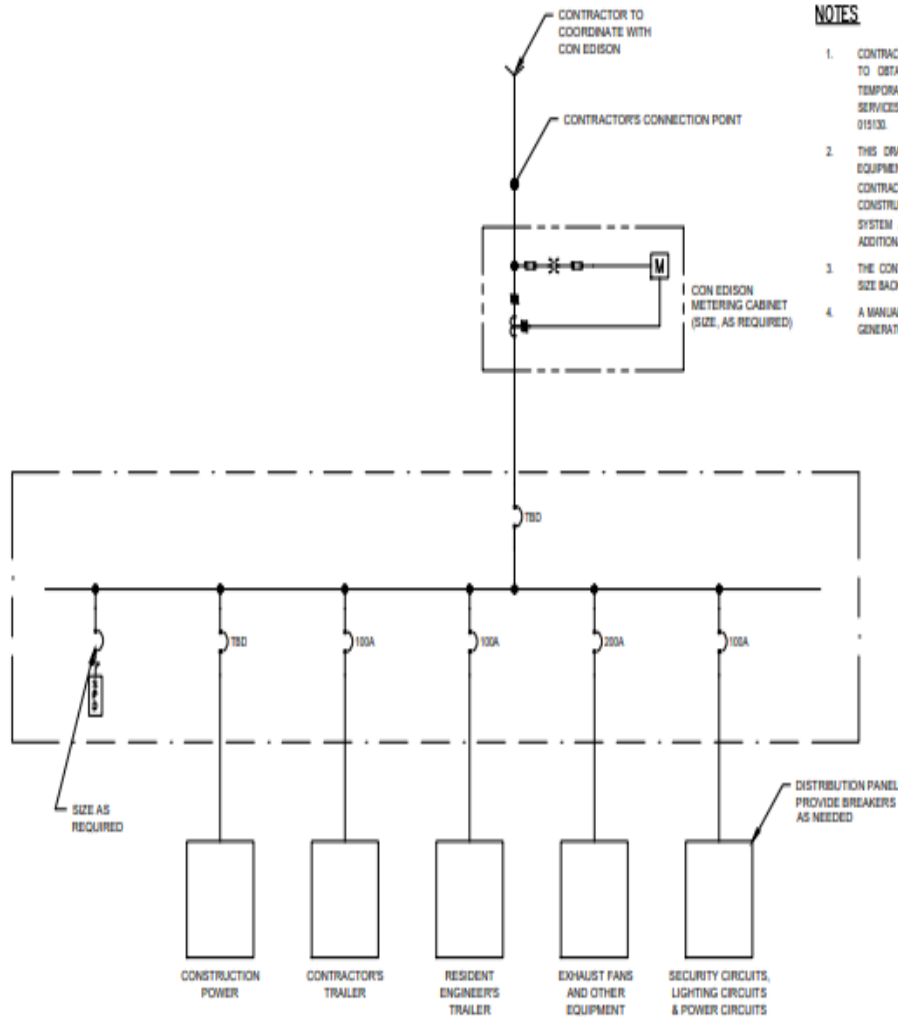 CONTRACTOR TO
COORDINATE WITH
CON EDISON
CONTRACTOR'S CONNECTION POINT
M
CON EDISON
METERING CABINET
(SIZE, AS REQUIRED)
NOTES
1. CONTRAC
TO OBTA
TEMPORA
SERVICES
015130.
2. THIS DRA
EQUIPMEN
CONTRAC
CONSTRU
SYSTEM
ADDITION
3. THE CON
SIZE BACK
4. A MANUA
GENERAT
TBD
TBD
100A
100A
200A
100A
SPD
SIZE AS
REQUIRED
DISTRIBUTION PANEL
PROVIDE BREAKERS
AS NEEDED
CONSTRUCTION
POWER
CONTRACTOR'S
TRAILER
RESIDENT
ENGINEER'S
TRAILER
EXHAUST FANS
AND OTHER
EQUIPMENT
SECURITY CIRCUITS,
LIGHTING CIRCUITS
& POWER CIRCUITS